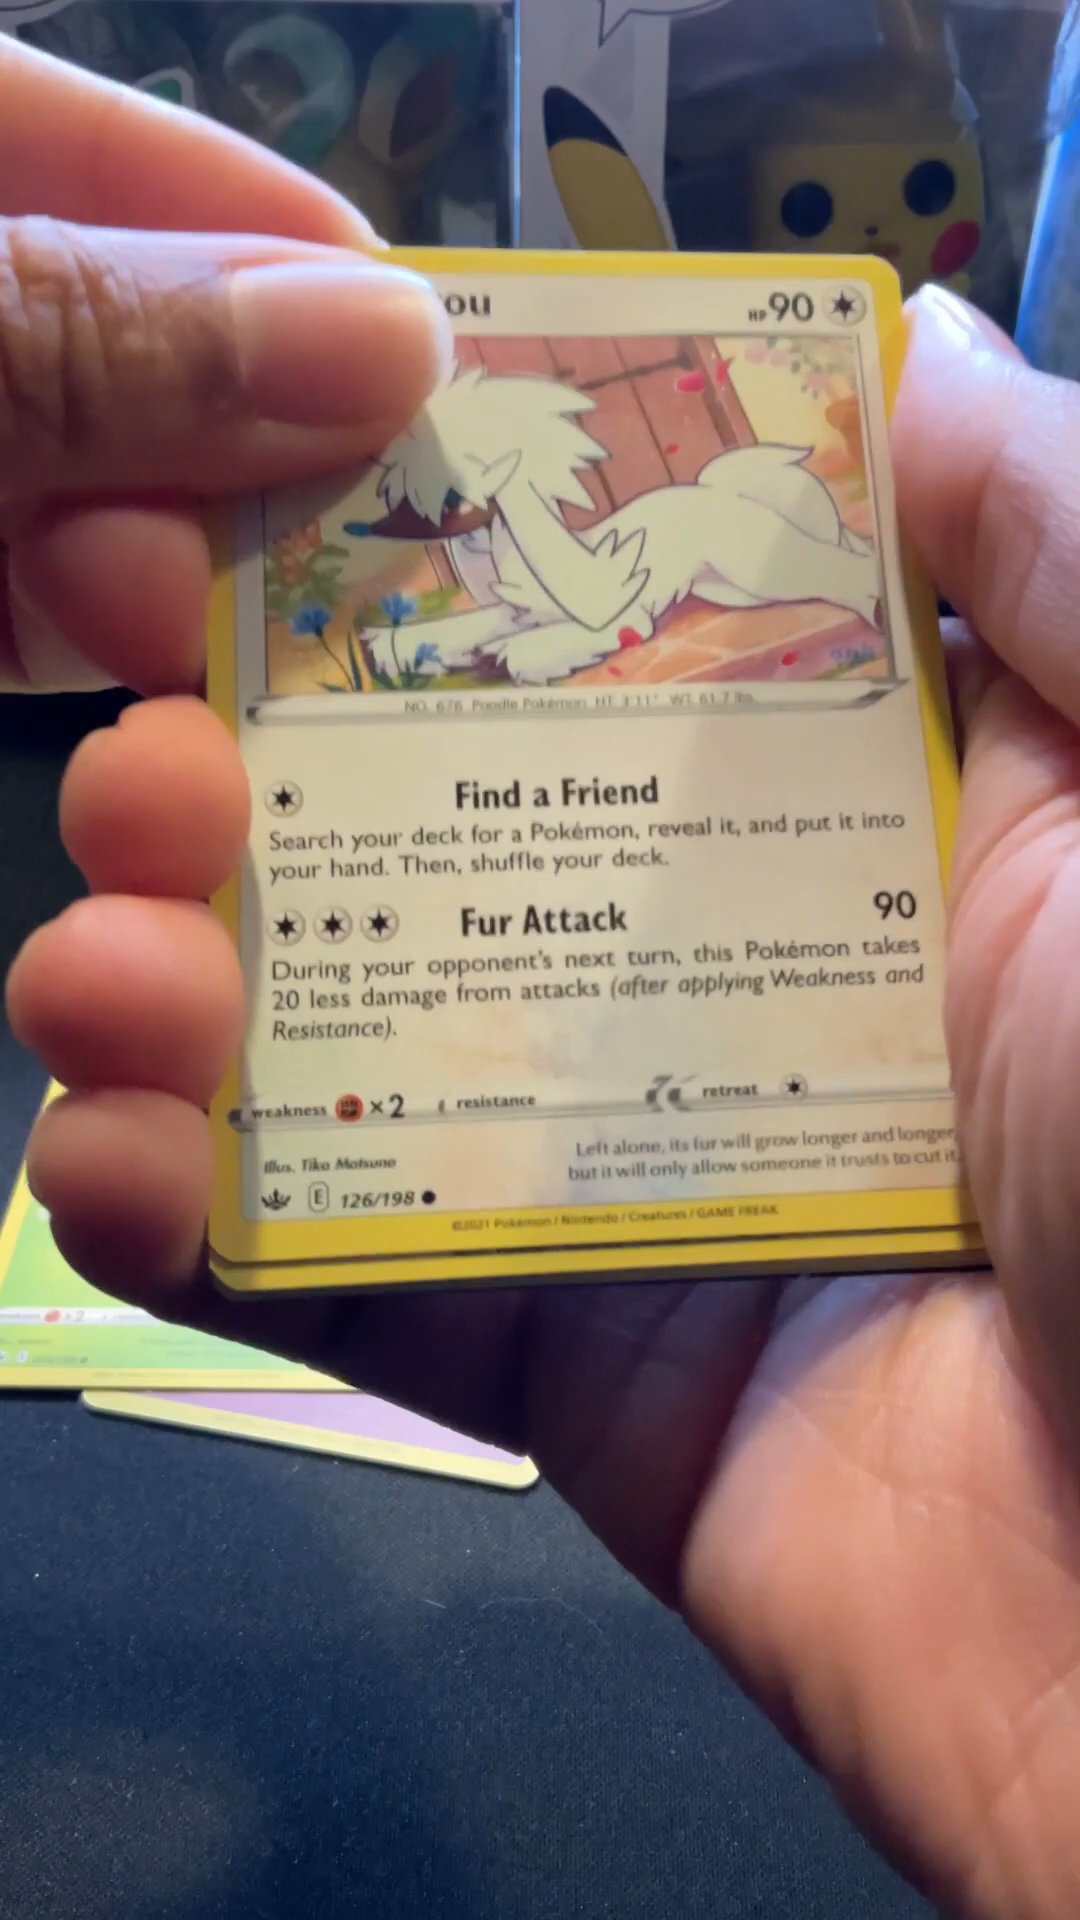 ou HP 90
NO. 676 Poodle Pokémon HT: 3'11" WT: 61.7 lbs.
Find a Friend
Search your deck for a Pokémon, reveal it, and put it into
your hand. Then, shuffle your deck.
Fur Attack 90
During your opponent's next turn, this Pokémon takes
20 less damage from attacks (after applying Weakness and
Resistance).
weakness ×2 resistance retreat
Left alone, its fur will grow longer and longer,
but it will only allow someone it trusts to cut it.
Illus. Tika Matsuno
E 126/198
©2021 Pokémon / Nintendo / Creatures / GAME FREAK
×2